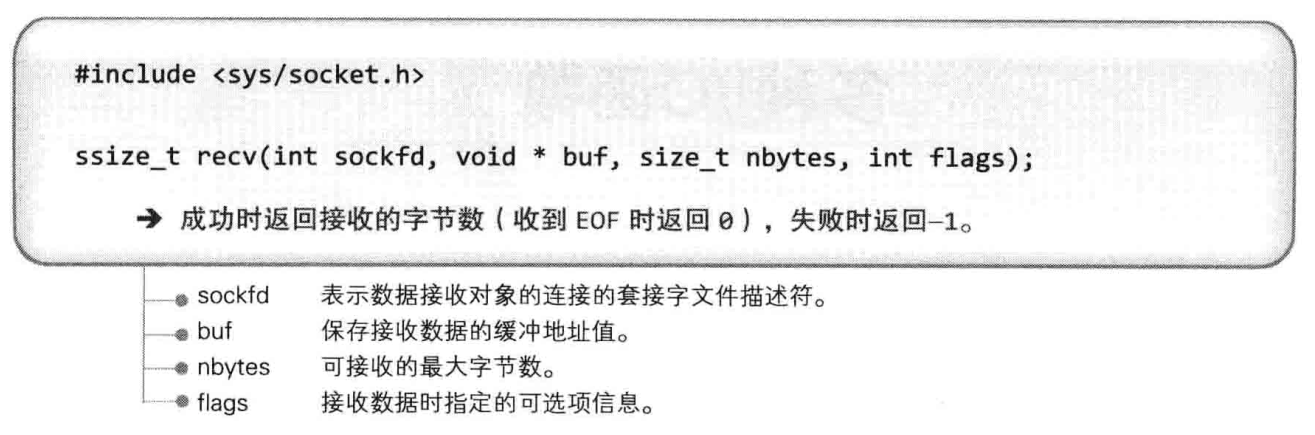 #include <sys/socket.h>
ssize_t recv(int sockfd, void * buf, size_t nbytes, int flags);
➔ 成功时返回接收的字节数（收到 EOF 时返回 0），失败时返回–1。
sockfd 表示数据接收对象的连接的套接字文件描述符。
buf 保存接收数据的缓冲地址值。
nbytes 可接收的最大字节数。
flags 接收数据时指定的可选项信息。